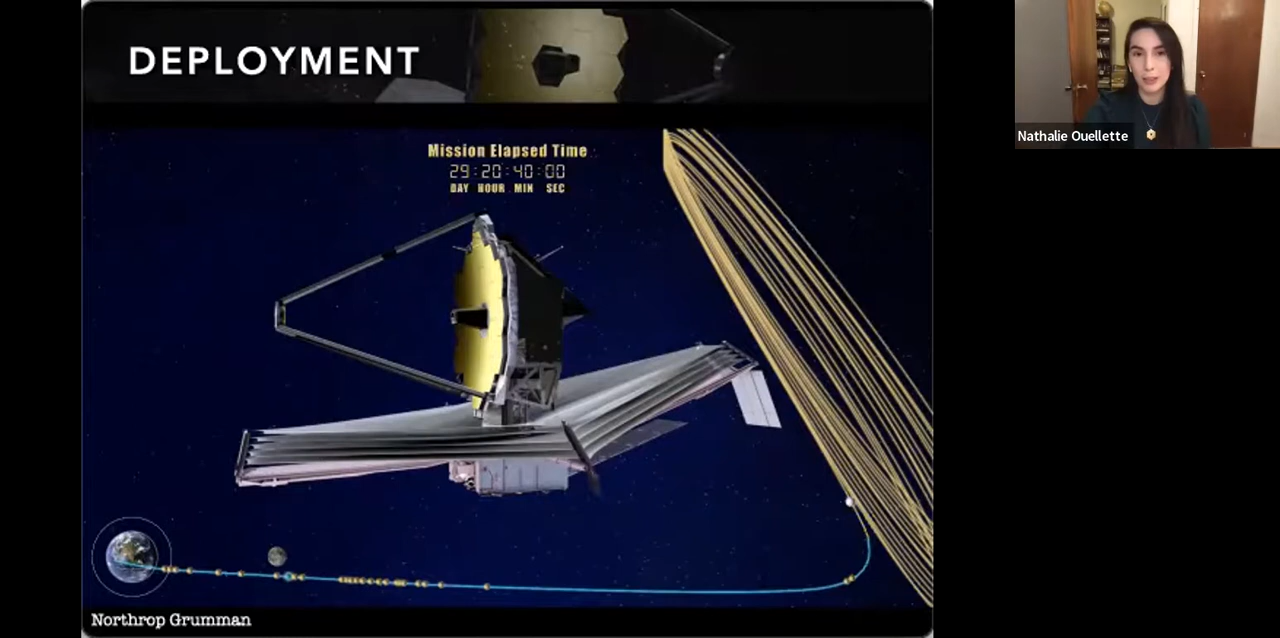 DEPLOYMENT
Mission Elapsed Time
29:20:40:00
DAY HOUR MIN SEC
Northrop Grumman
Nathalie Ouellette